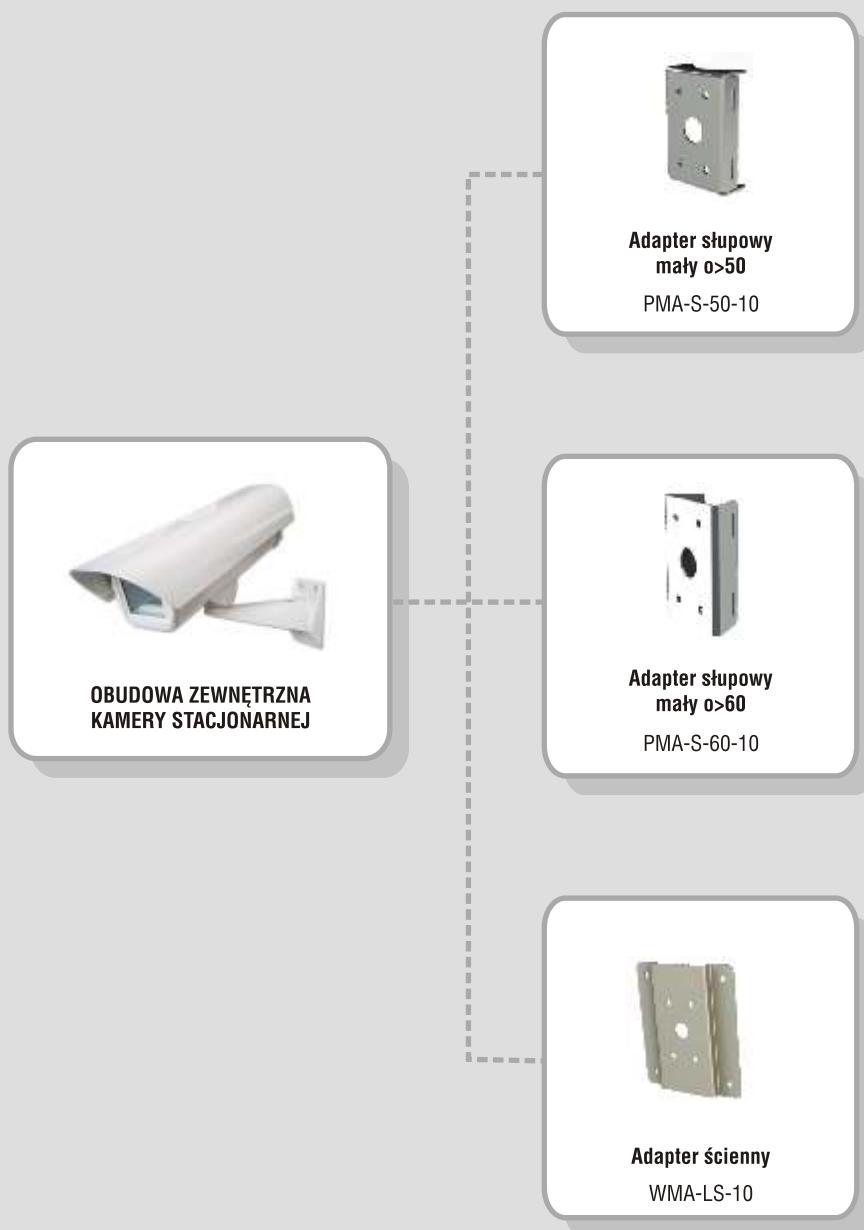 Adapter słupowy
mały o>50
PMA-S-50-10
OBUDOWA ZEWNĘTRZNA
KAMERY STACJONARNEJ
Adapter słupowy
mały o>60
PMA-S-60-10
Adapter ścienny
WMA-LS-10